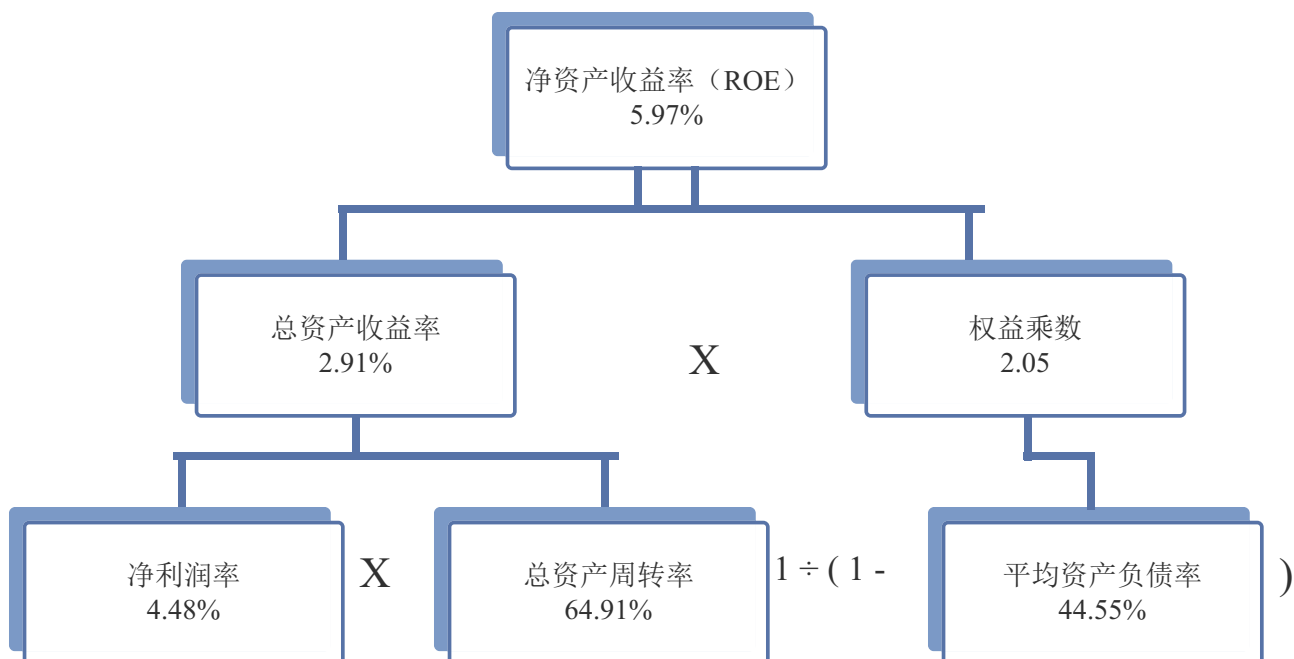 净资产收益率（ROE）
5.97%
总资产收益率
2.91%
X
权益乘数
2.05
净利润率
4.48%
X
总资产周转率
64.91%
1 ÷ ( 1 -
平均资产负债率
44.55%
)